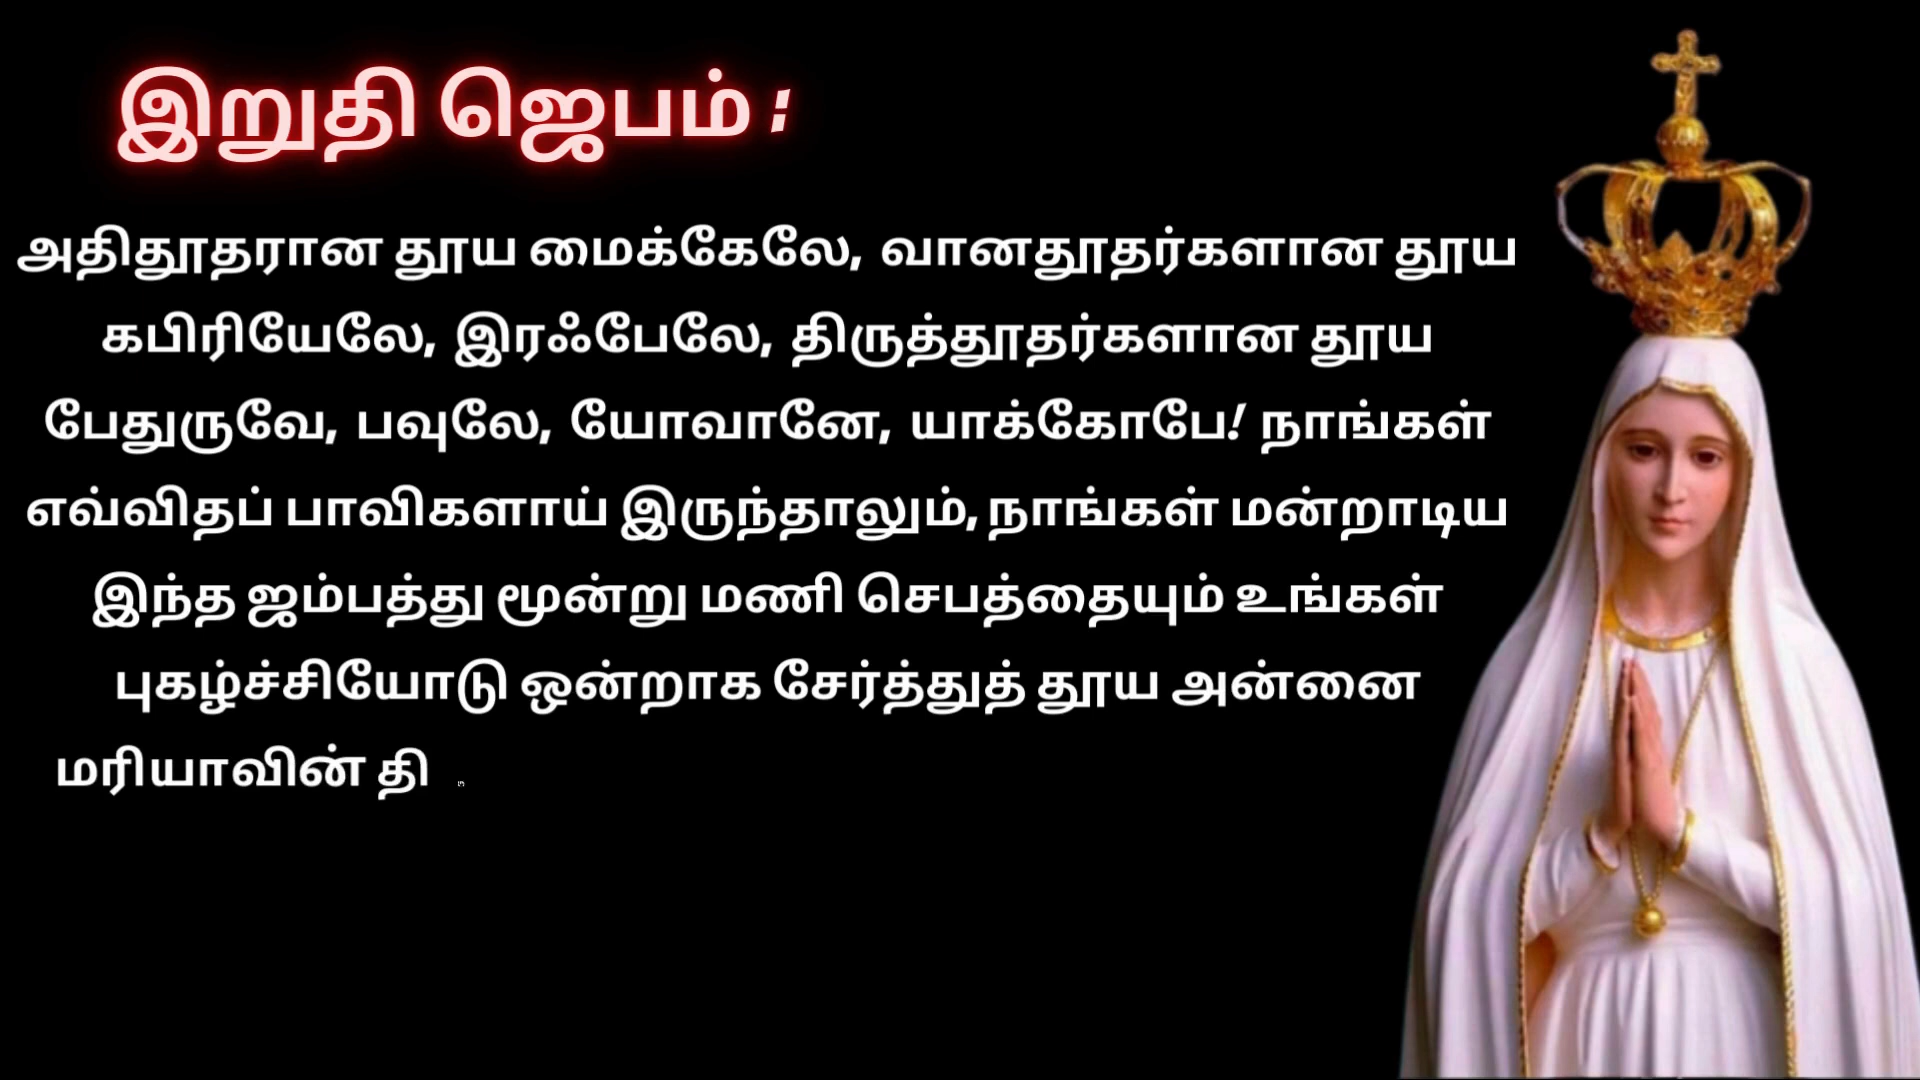 இறுதி ஜெபம் :
அதிதூதரான தூய மைக்கேலே, வானதூதர்களான தூய
கபிரியேலே, இரஃபேலே, திருத்தூதர்களான தூய
பேதுருவே, பவுலே, யோவானே, யாக்கோபே! நாங்கள்
எவ்விதப் பாவிகளாய் இருந்தாலும், நாங்கள் மன்றாடிய
இந்த ஜம்பத்து மூன்று மணி செபத்தையும் உங்கள்
புகழ்ச்சியோடு ஒன்றாக சேர்த்துத் தூய அன்னை
மரியாவின் தி